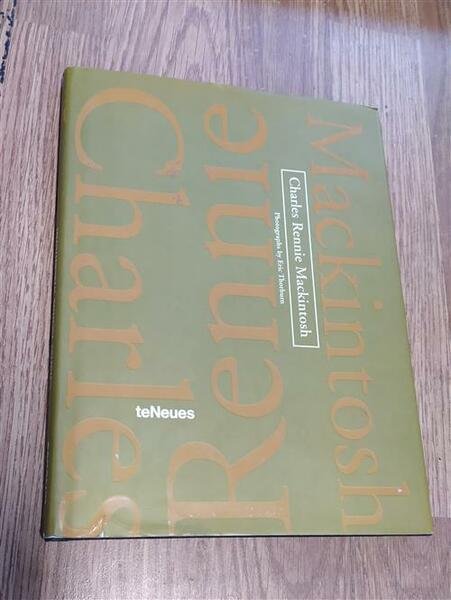 Charles
Rennie
Mackintosh
Charles Rennie Mackintosh
Photographs by Eric Thorburn
teNeues